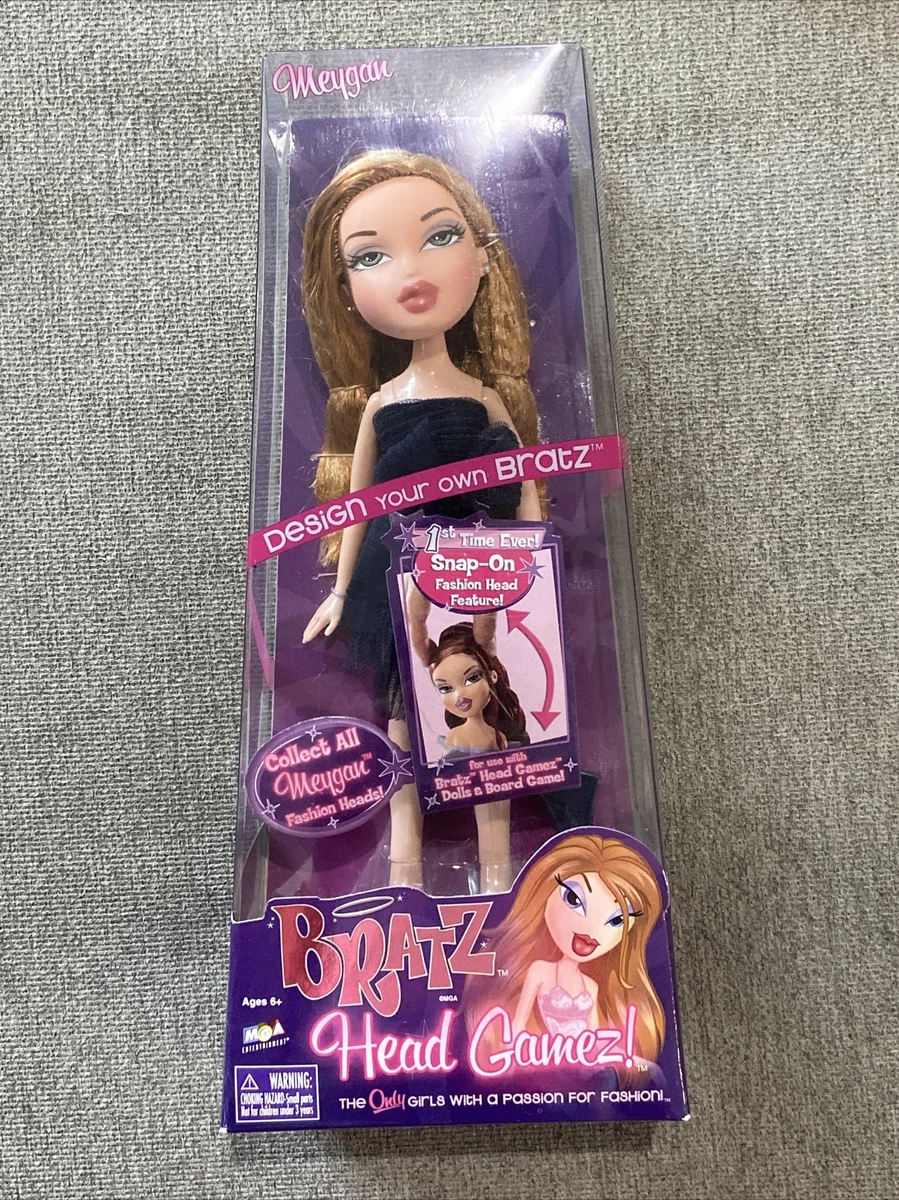 Meygan
Design your own Bratz™
1st Time Ever!
Snap-On
Fashion Head
Feature!
for use with
Bratz™ Head Gamez™
Dolls & Board Game!
Collect All
Meygan™
Fashion Heads!
BRATZ™
©MGA
Ages 6+
MGA
ENTERTAINMENT®
Head Gamez!™
⚠ WARNING:
CHOKING HAZARD-Small parts
Not for children under 3 years
THE Only GIRLS WITH A PASSION FOR FASHION!™